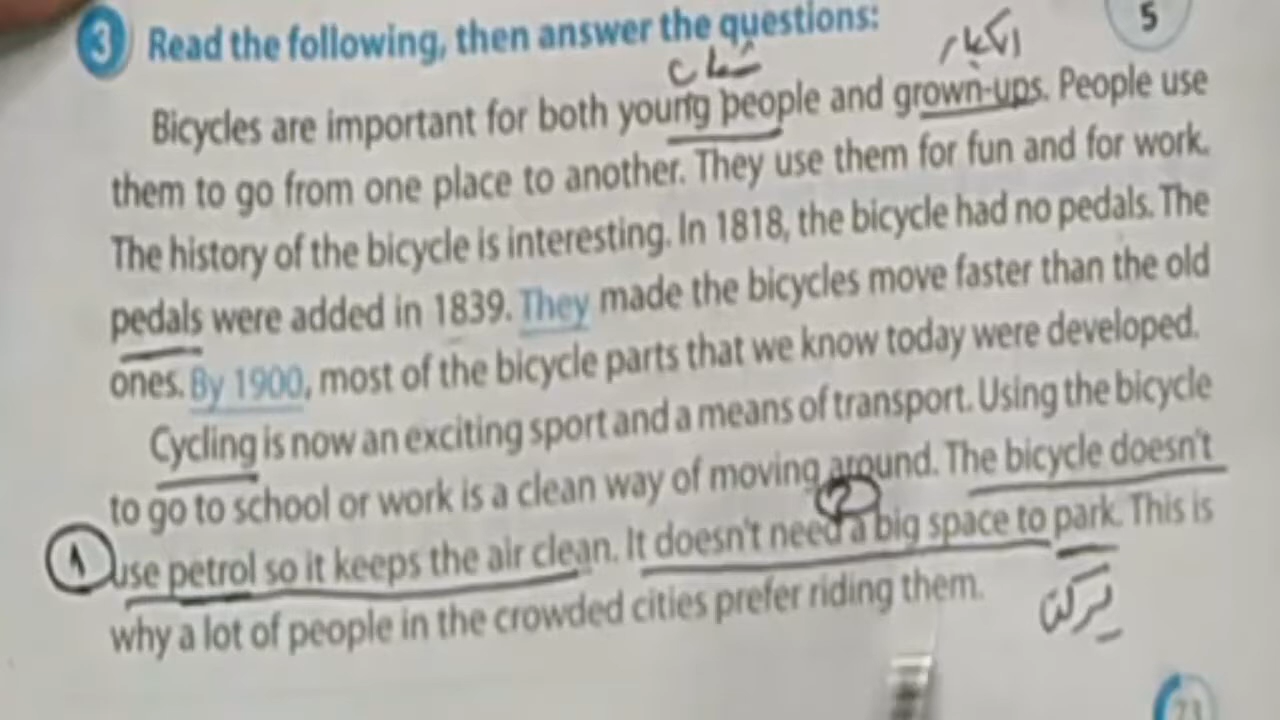 3 Read the following, then answer the questions:
5
شباب
الكبار
Bicycles are important for both young people and grown-ups. People use
them to go from one place to another. They use them for fun and for work.
The history of the bicycle is interesting. In 1818, the bicycle had no pedals. The
pedals were added in 1839. They made the bicycles move faster than the old
ones. By 1900, most of the bicycle parts that we know today were developed.
Cycling is now an exciting sport and a means of transport. Using the bicycle
to go to school or work is a clean way of moving around. The bicycle doesn't
2
1 use petrol so it keeps the air clean. It doesn't need a big space to park. This is
why a lot of people in the crowded cities prefer riding them.
يركن